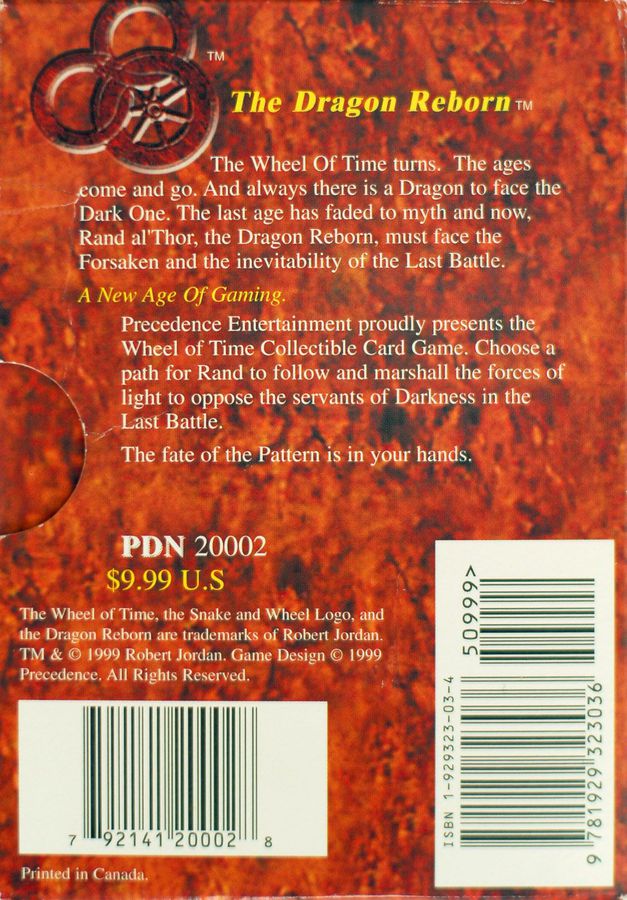 TM
The Dragon Reborn TM
The Wheel Of Time turns. The ages
come and go. And always there is a Dragon to face the
Dark One. The last age has faded to myth and now,
Rand al'Thor, the Dragon Reborn, must face the
Forsaken and the inevitability of the Last Battle.
A New Age Of Gaming.
Precedence Entertainment proudly presents the
Wheel of Time Collectible Card Game. Choose a
path for Rand to follow and marshall the forces of
light to oppose the servants of Darkness in the
Last Battle.
The fate of the Pattern is in your hands.
PDN 20002
$9.99 U.S
The Wheel of Time, the Snake and Wheel Logo, and
the Dragon Reborn are trademarks of Robert Jordan.
TM & © 1999 Robert Jordan. Game Design © 1999
Precedence. All Rights Reserved.
7 92141 20002 8
Printed in Canada.
50999>
ISBN 1-929323-03-4
9 781929 323036